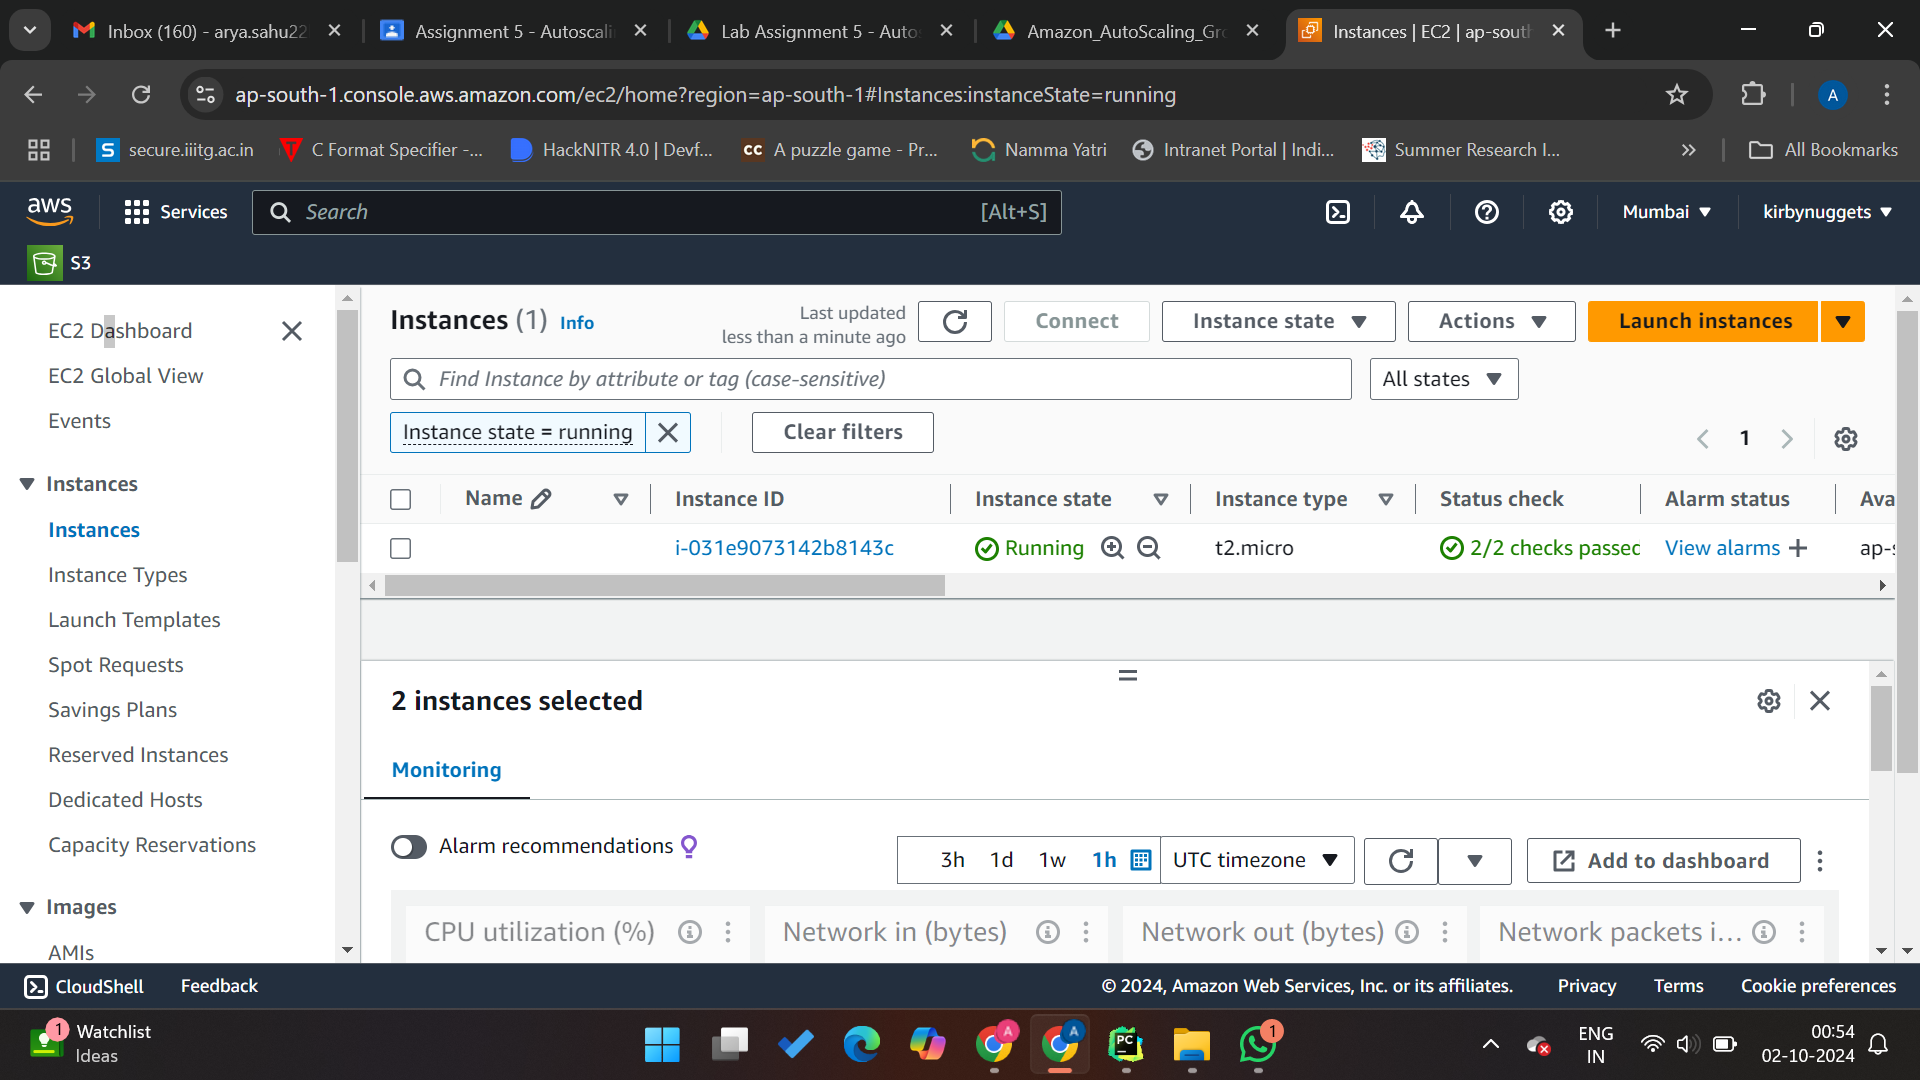 Inbox (160) - arya.sahu22
Assignment 5 - Autoscali
Lab Assignment 5 - Auto
Amazon_AutoScaling_Gr
Instances | EC2 | ap-south
ap-south-1.console.aws.amazon.com/ec2/home?region=ap-south-1#Instances:instanceState=running
A
S secure.iiitg.ac.in
C Format Specifier -...
HackNITR 4.0 | Devf...
CC A puzzle game - Pr...
Namma Yatri
Intranet Portal | Indi...
Summer Research I...
All Bookmarks
aws
Services
Search
[Alt+S]
Mumbai
kirbynuggets
S3
EC2 Dashboard
EC2 Global View
Events
Instances
Instances
Instance Types
Launch Templates
Spot Requests
Savings Plans
Reserved Instances
Dedicated Hosts
Capacity Reservations
Images
AMIs
Instances (1) Info
Last updated
less than a minute ago
Connect
Instance state
Actions
Launch instances
Find Instance by attribute or tag (case-sensitive)
All states
Instance state = running
Clear filters
1
Name
Instance ID
Instance state
Instance type
Status check
Alarm status
Ava
i-031e9073142b8143c
Running
t2.micro
2/2 checks passed
View alarms +
ap-s
2 instances selected
Monitoring
Alarm recommendations
3h 1d 1w 1h
UTC timezone
Add to dashboard
CPU utilization (%)
Network in (bytes)
Network out (bytes)
Network packets i...
CloudShell
Feedback
© 2024, Amazon Web Services, Inc. or its affiliates.
Privacy
Terms
Cookie preferences
1
Watchlist
Ideas
A
A
PC
1
ENG
IN
00:54
02-10-2024